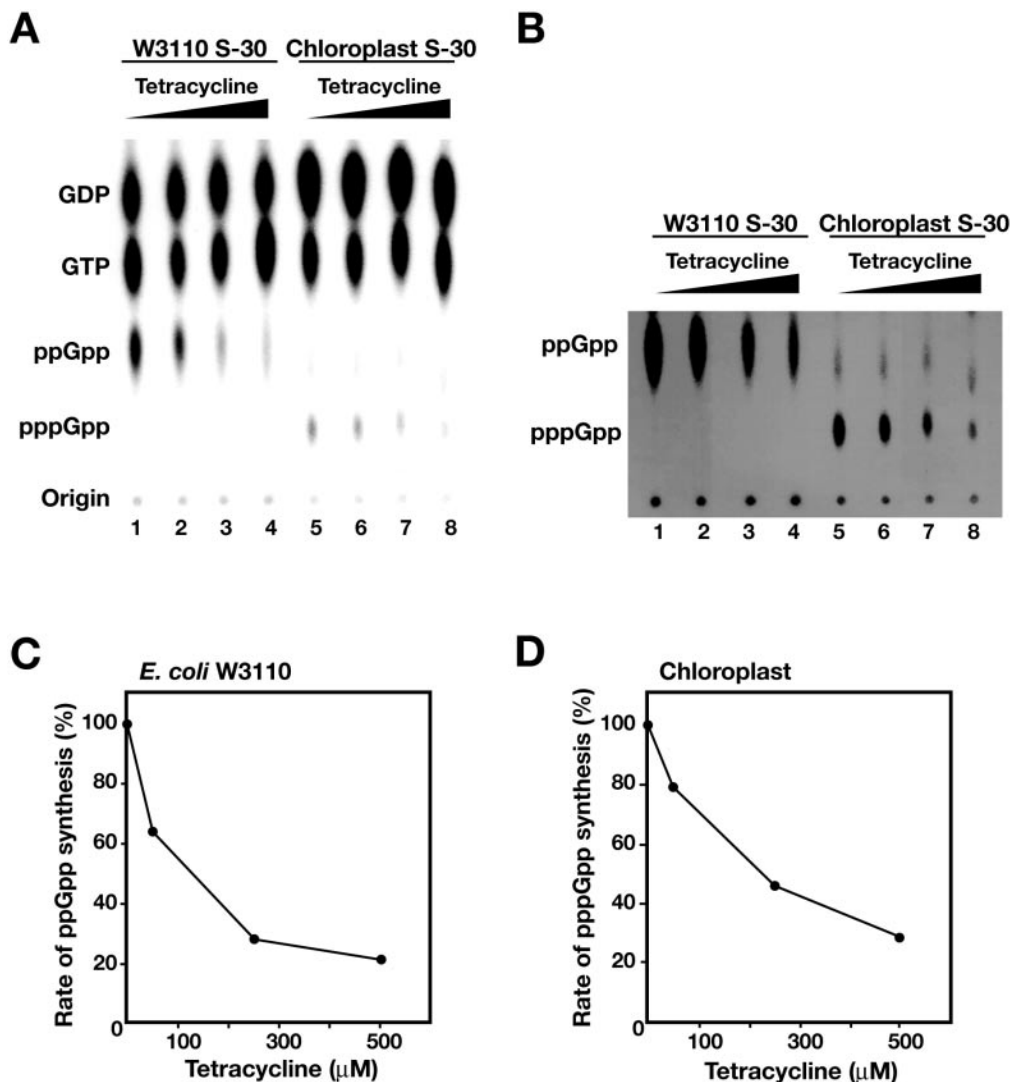 A
W3110 S-30 Chloroplast S-30
Tetracycline Tetracycline
GDP
GTP
ppGpp
pppGpp
Origin
1 2 3 4 5 6 7 8
B
W3110 S-30 Chloroplast S-30
Tetracycline Tetracycline
ppGpp
pppGpp
1 2 3 4 5 6 7 8
C
E. coli W3110
Rate of ppGpp synthesis (%)
100
80
60
40
20
0
100 300 500
Tetracycline (μM)
D
Chloroplast
Rate of pppGpp synthesis (%)
100
80
60
40
20
0
100 300 500
Tetracycline (μM)